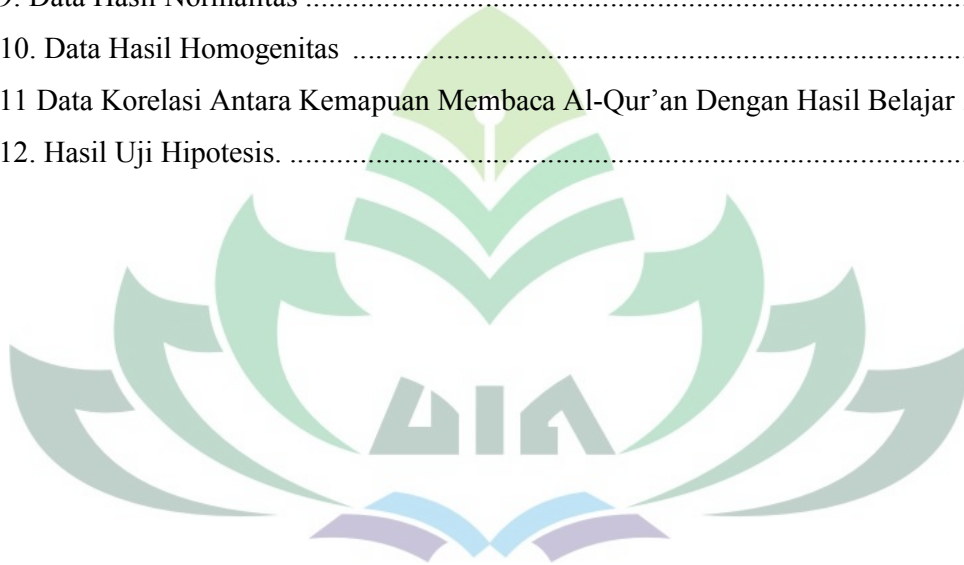 9. Data Hasil Normalitas ..........................................................................................
10. Data Hasil Homogenitas ...................................................................................
11 Data Korelasi Antara Kemapuan Membaca Al-Qur’an Dengan Hasil Belajar
12. Hasil Uji Hipotesis. ............................................................................................
UIN